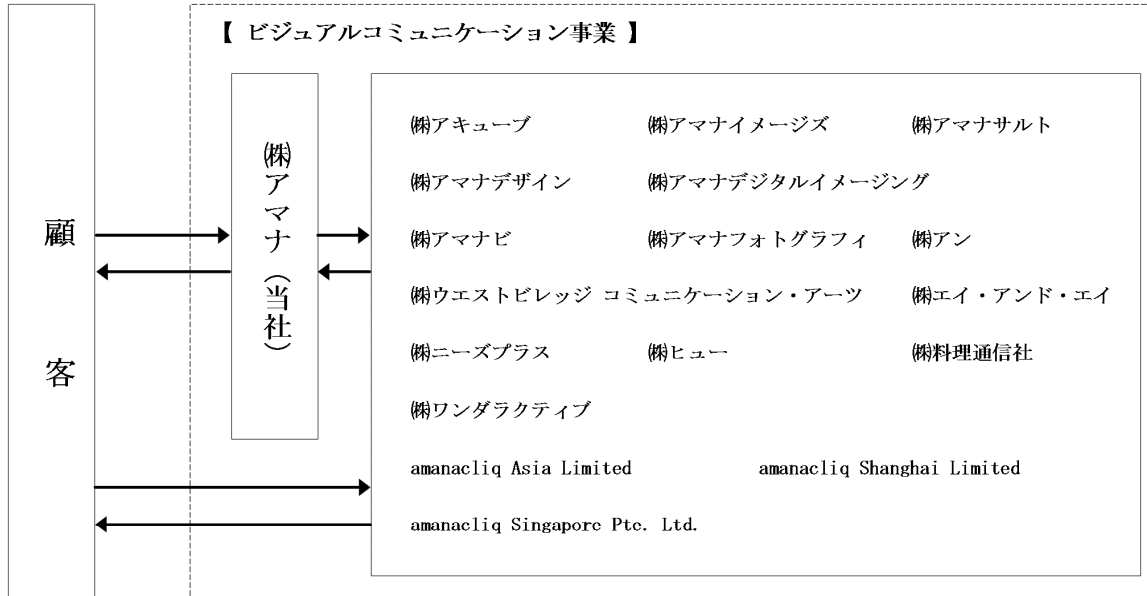 【 ビジュアルコミュニケーション事業 】
顧客
㈱アマナ（当社）
㈱アキューブ ㈱アマナイメージズ ㈱アマナサルト
㈱アマナデザイン ㈱アマナデジタルイメージング
㈱アマナビ ㈱アマナフォトグラフィ ㈱アン
㈱ウエストビレッジ コミュニケーション・アーツ ㈱エイ・アンド・エイ
㈱ニーズプラス ㈱ヒュー ㈱料理通信社
㈱ワンダラクティブ
amanacliq Asia Limited amanacliq Shanghai Limited
amanacliq Singapore Pte. Ltd.